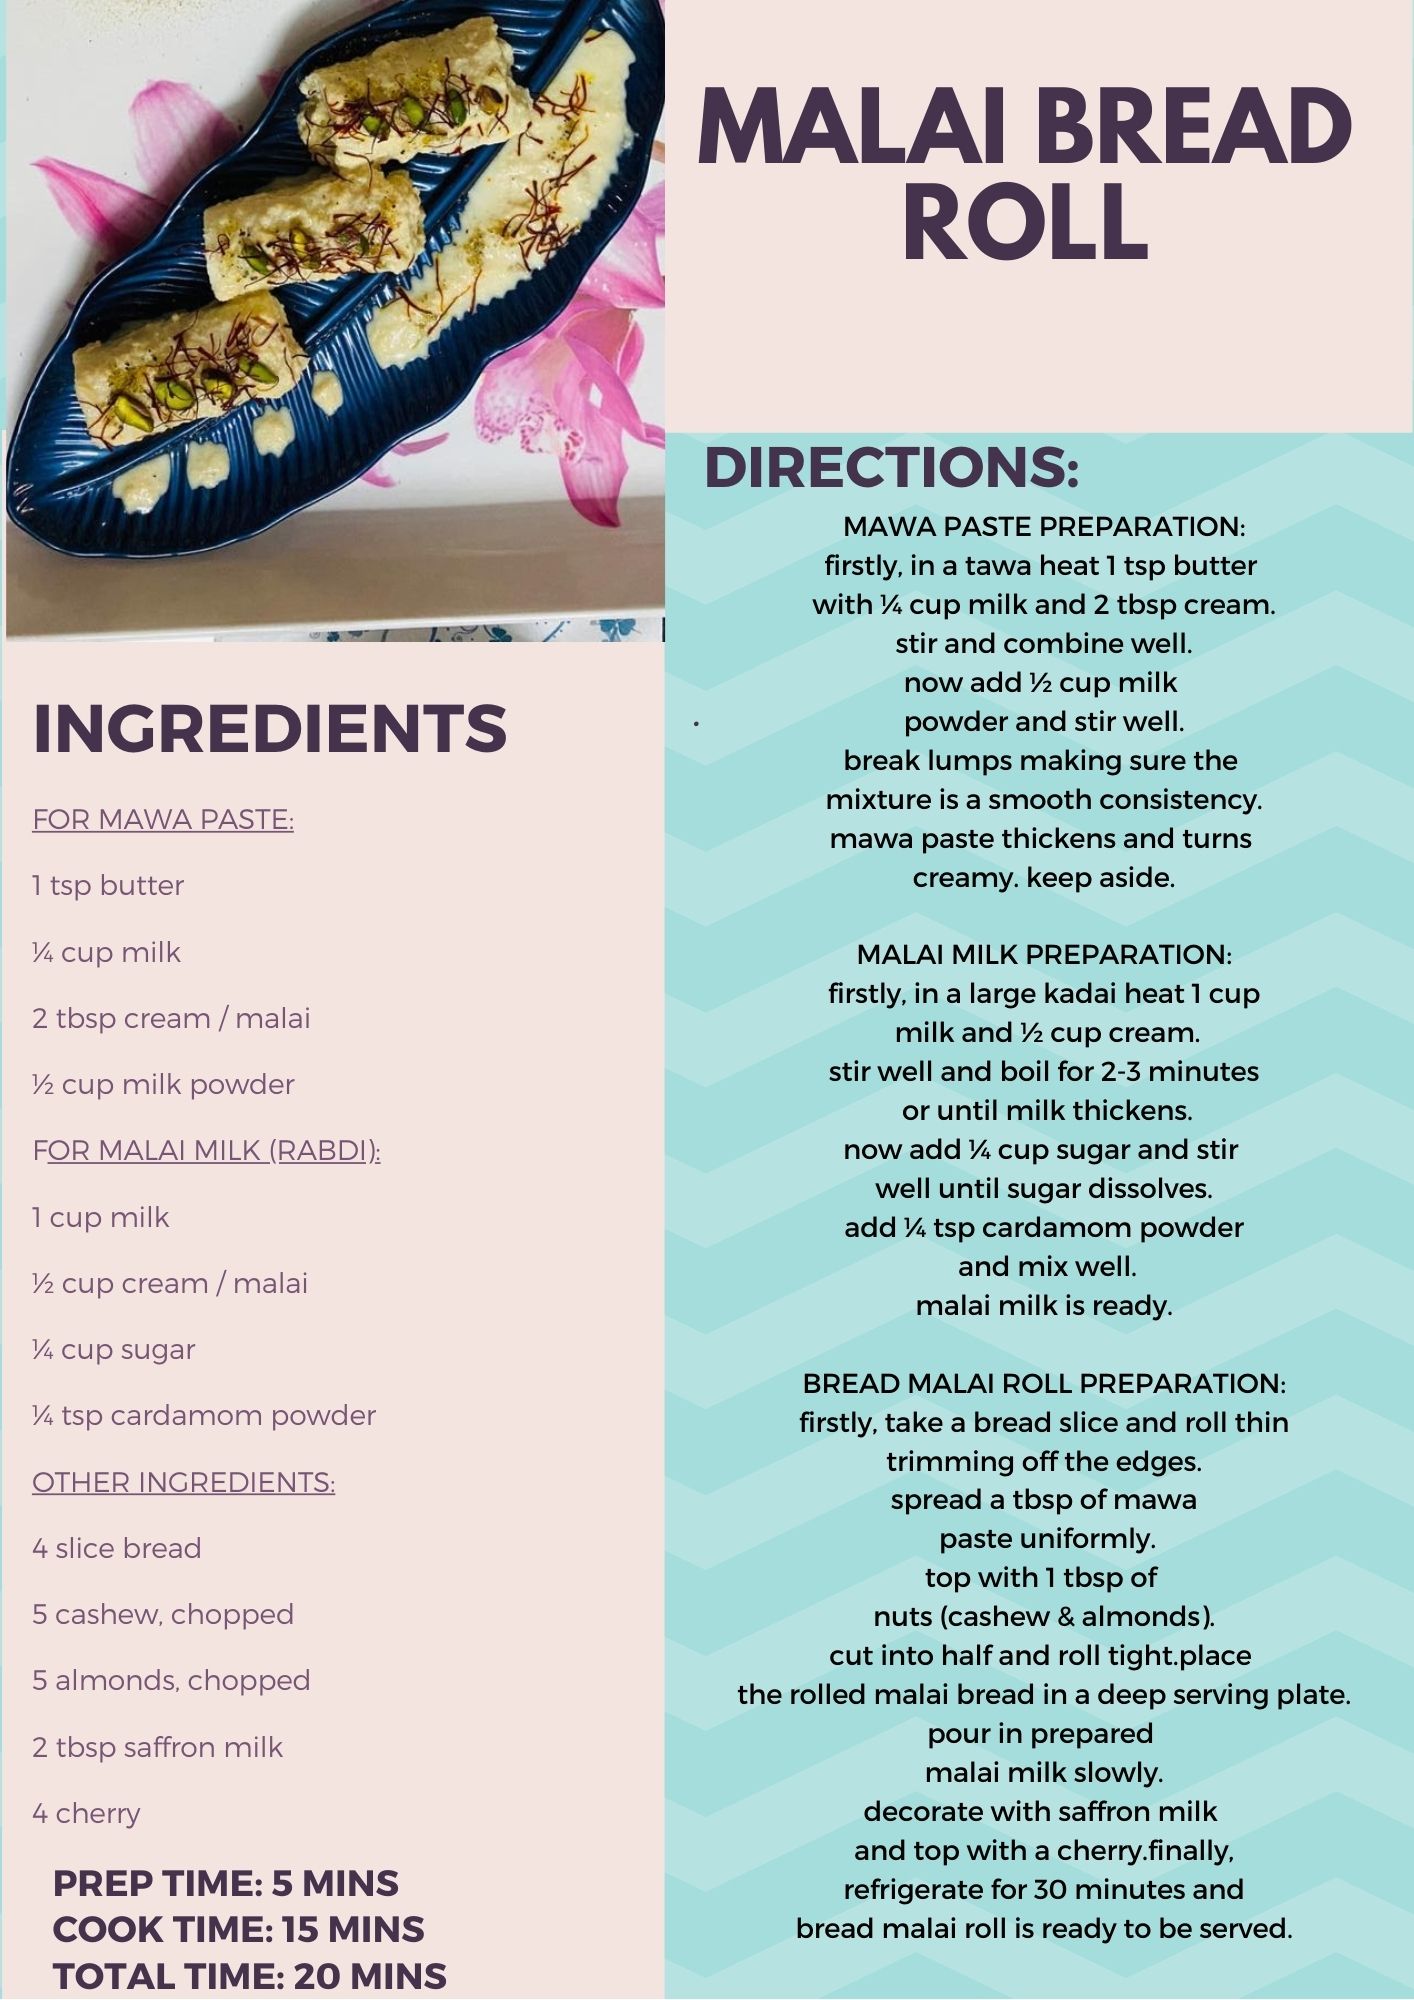 MALAI BREAD
ROLL
INGREDIENTS
FOR MAWA PASTE:
1 tsp butter
¼ cup milk
2 tbsp cream / malai
½ cup milk powder
FOR MALAI MILK (RABDI):
1 cup milk
½ cup cream / malai
¼ cup sugar
¼ tsp cardamom powder
OTHER INGREDIENTS:
4 slice bread
5 cashew, chopped
5 almonds, chopped
2 tbsp saffron milk
4 cherry
PREP TIME: 5 MINS
COOK TIME: 15 MINS
TOTAL TIME: 20 MINS
DIRECTIONS:
MAWA PASTE PREPARATION:
firstly, in a tawa heat 1 tsp butter
with ¼ cup milk and 2 tbsp cream.
stir and combine well.
now add ½ cup milk
powder and stir well.
break lumps making sure the
mixture is a smooth consistency.
mawa paste thickens and turns
creamy. keep aside.
MALAI MILK PREPARATION:
firstly, in a large kadai heat 1 cup
milk and ½ cup cream.
stir well and boil for 2-3 minutes
or until milk thickens.
now add ¼ cup sugar and stir
well until sugar dissolves.
add ¼ tsp cardamom powder
and mix well.
malai milk is ready.
BREAD MALAI ROLL PREPARATION:
firstly, take a bread slice and roll thin
trimming off the edges.
spread a tbsp of mawa
paste uniformly.
top with 1 tbsp of
nuts (cashew & almonds).
cut into half and roll tight.place
the rolled malai bread in a deep serving plate.
pour in prepared
malai milk slowly.
decorate with saffron milk
and top with a cherry.finally,
refrigerate for 30 minutes and
bread malai roll is ready to be served.